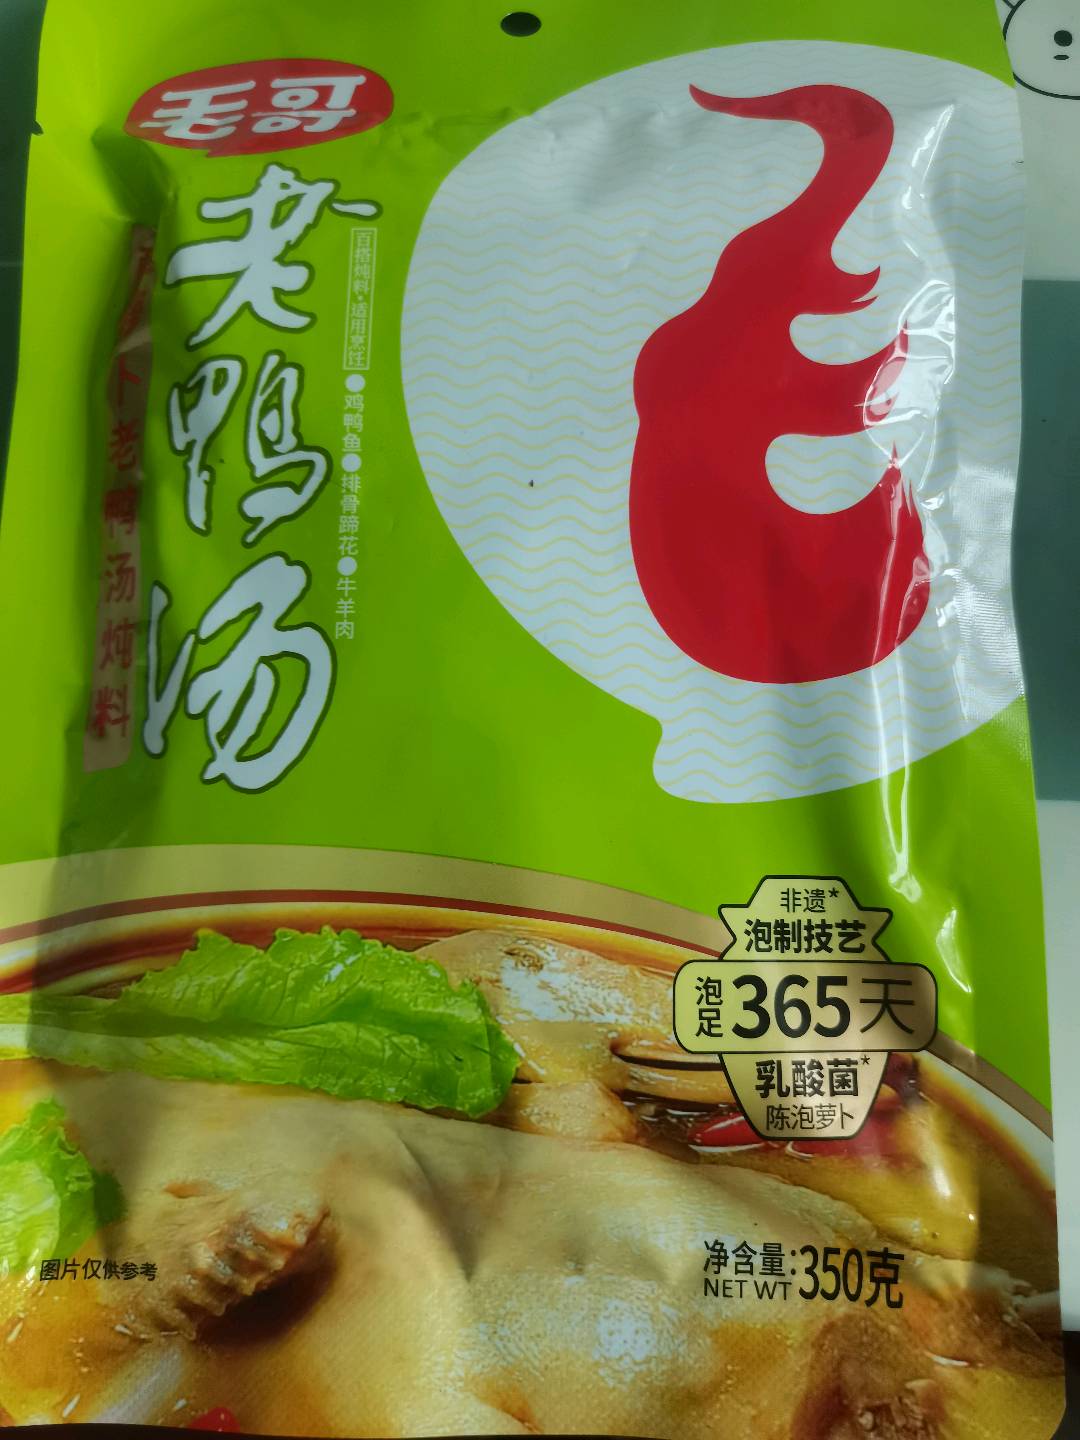 毛哥
老鸭汤
百搭炖料·适用烹饪
●鸡鸭鱼●排骨蹄花●牛羊肉
卜老鸭汤炖料
非遗*
泡制技艺
泡足365天
乳酸菌*
陈泡萝卜
图片仅供参考
净含量:350克
NET WT